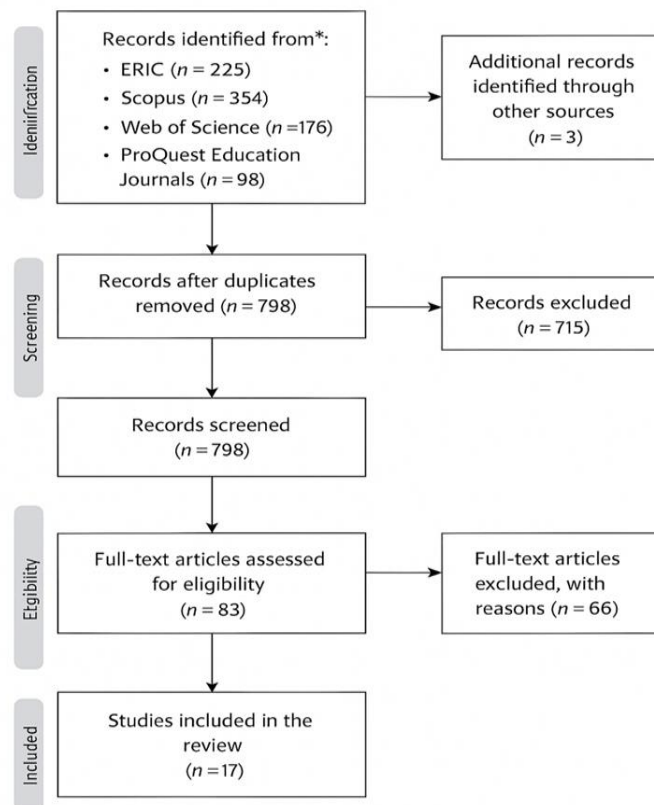 Ideniifrcation
Records identified from*:
• ERIC (n = 225)
• Scopus (n = 354)
• Web of Science (n =176)
• ProQuest Education
Journals (n = 98)
Additional records
identified through
other sources
(n = 3)
Screening
Records after duplicates
removed (n = 798)
Records excluded
(n = 715)
Records screened
(n = 798)
Etgibility
Full-text articles assessed
for eligibility
(n = 83)
Full-text articles
excluded, with
reasons (n = 66)
Included
Studies included in the
review
(n = 17)